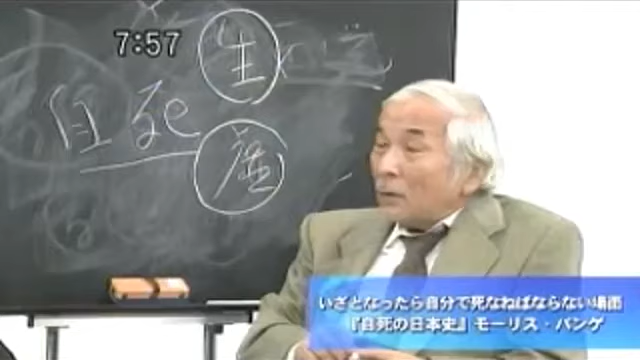 7:57
生
自死
産
いざとなったら自分で死なねばならない場面
『自死の日本史』モーリス・パンゲ